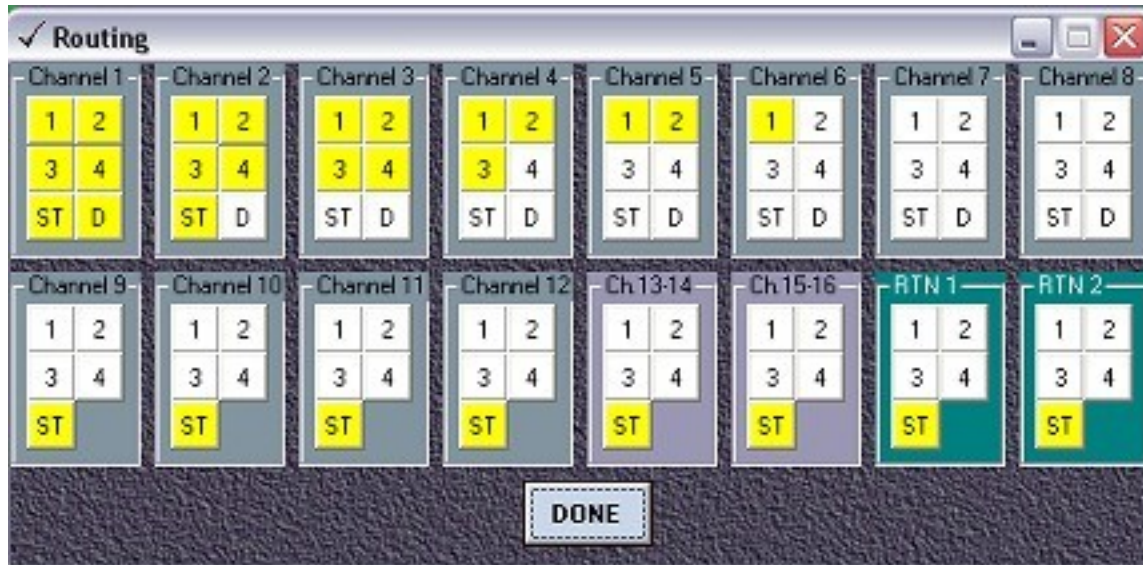 ✓ Routing
Channel 1 Channel 2 Channel 3 Channel 4 Channel 5 Channel 6 Channel 7 Channel 8
1 2 1 2 1 2 1 2 1 2 1 2 1 2 1 2
3 4 3 4 3 4 3 4 3 4 3 4 3 4 3 4
ST D ST D ST D ST D ST D ST D ST D ST D
Channel 9 Channel 10 Channel 11 Channel 12 Ch.13-14 Ch.15-16 RTN 1 RTN 2
1 2 1 2 1 2 1 2 1 2 1 2 1 2 1 2
3 4 3 4 3 4 3 4 3 4 3 4 3 4 3 4
ST ST ST ST ST ST ST ST
DONE